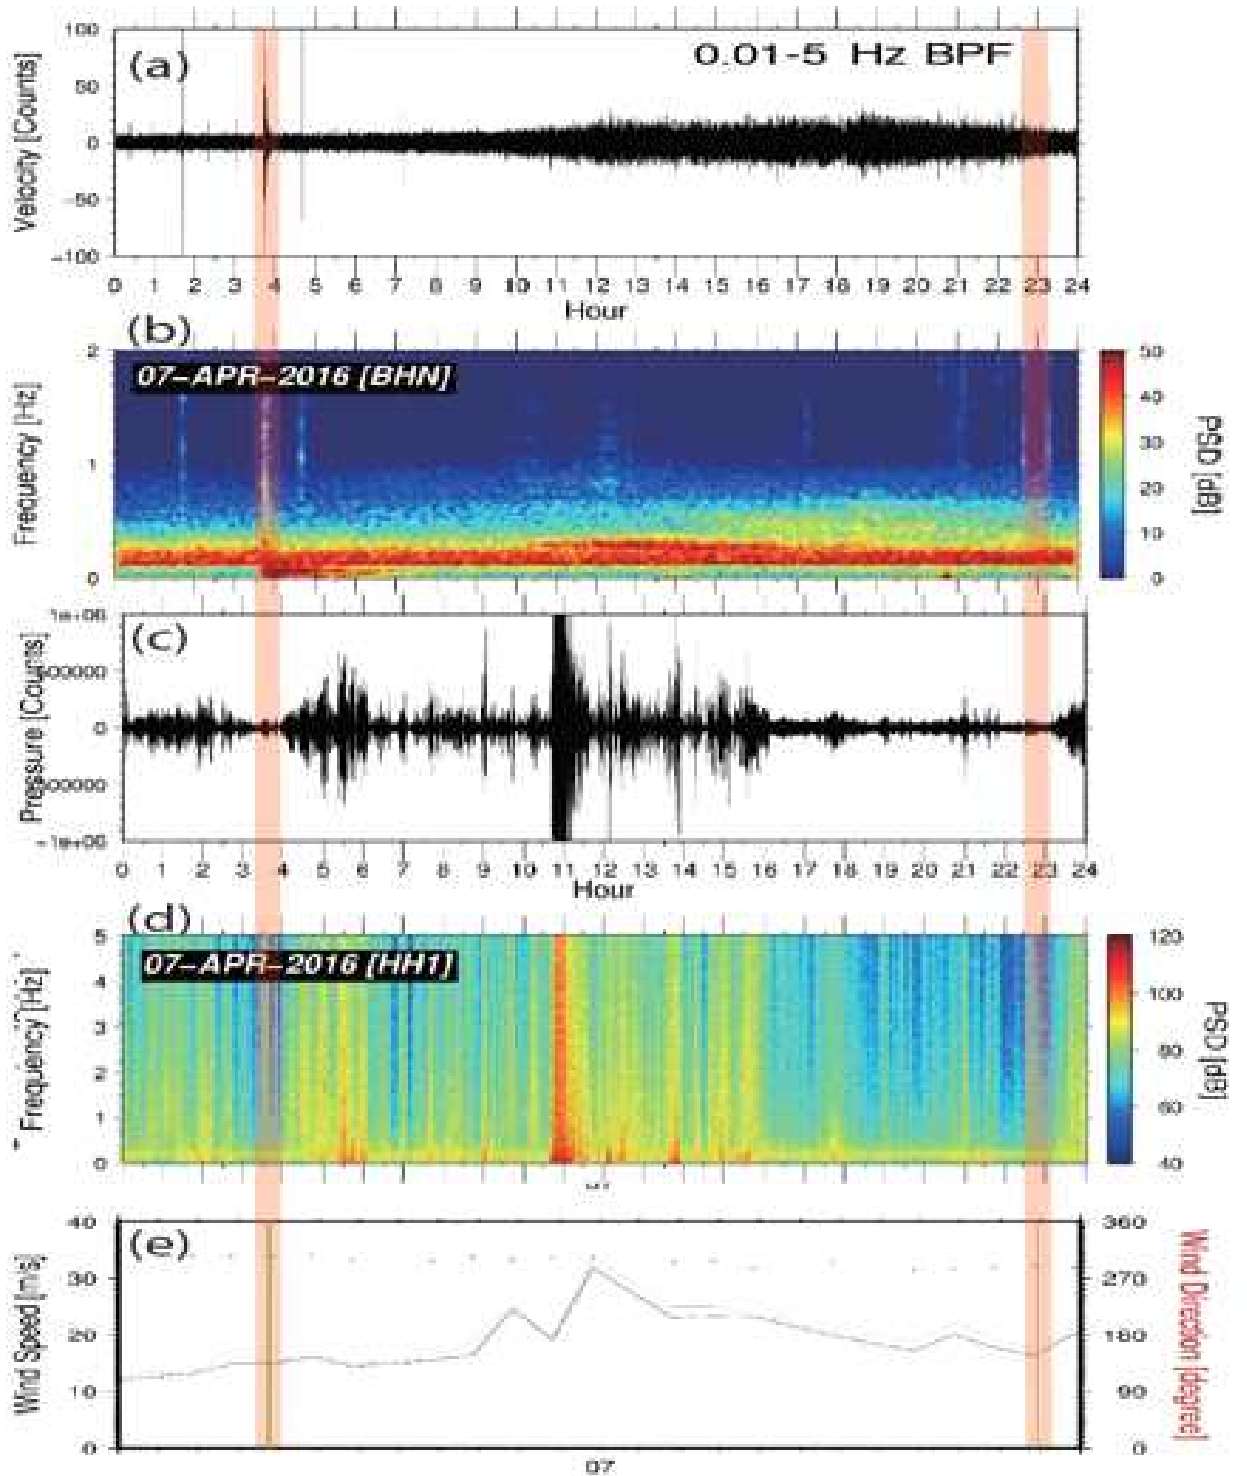 (a)
0.01-5 Hz BPF
Velocity [Counts]
100
50
0
-50
-100
0 1 2 3 4 5 6 7 8 9 10 11 12 13 14 15 16 17 18 19 20 21 22 23 24
Hour
(b)
07-APR-2016 [BHN]
Frequency [Hz]
2
1
0
50
40
30
20
10
0
PSD [dB]
(c)
Pressure [Counts]
0
0 1 2 3 4 5 6 7 8 9 10 11 12 13 14 15 16 17 18 19 20 21 22 23 24
Hour
(d)
07-APR-2016 [HH1]
Frequency [Hz]
5
4
3
2
1
0
120
100
80
60
40
PSD [dB]
(e)
Wind Speed [m/s]
40
30
20
10
0
360
270
180
90
0
Wind Direction [degree]
07